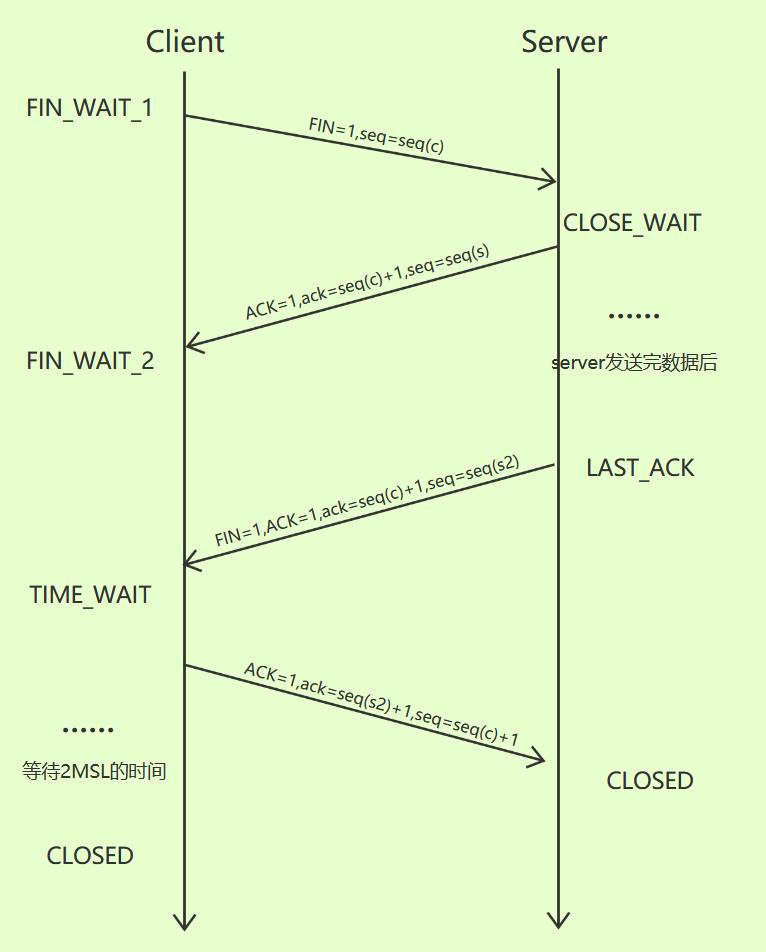 Client
Server
FIN_WAIT_1
FIN=1,seq=seq(c)
CLOSE_WAIT
ACK=1,ack=seq(c)+1,seq=seq(s)
......
FIN_WAIT_2
server发送完数据后
FIN=1,ACK=1,ack=seq(c)+1,seq=seq(s2)
LAST_ACK
TIME_WAIT
ACK=1,ack=seq(s2)+1,seq=seq(c)+1
......
等待2MSL的时间
CLOSED
CLOSED